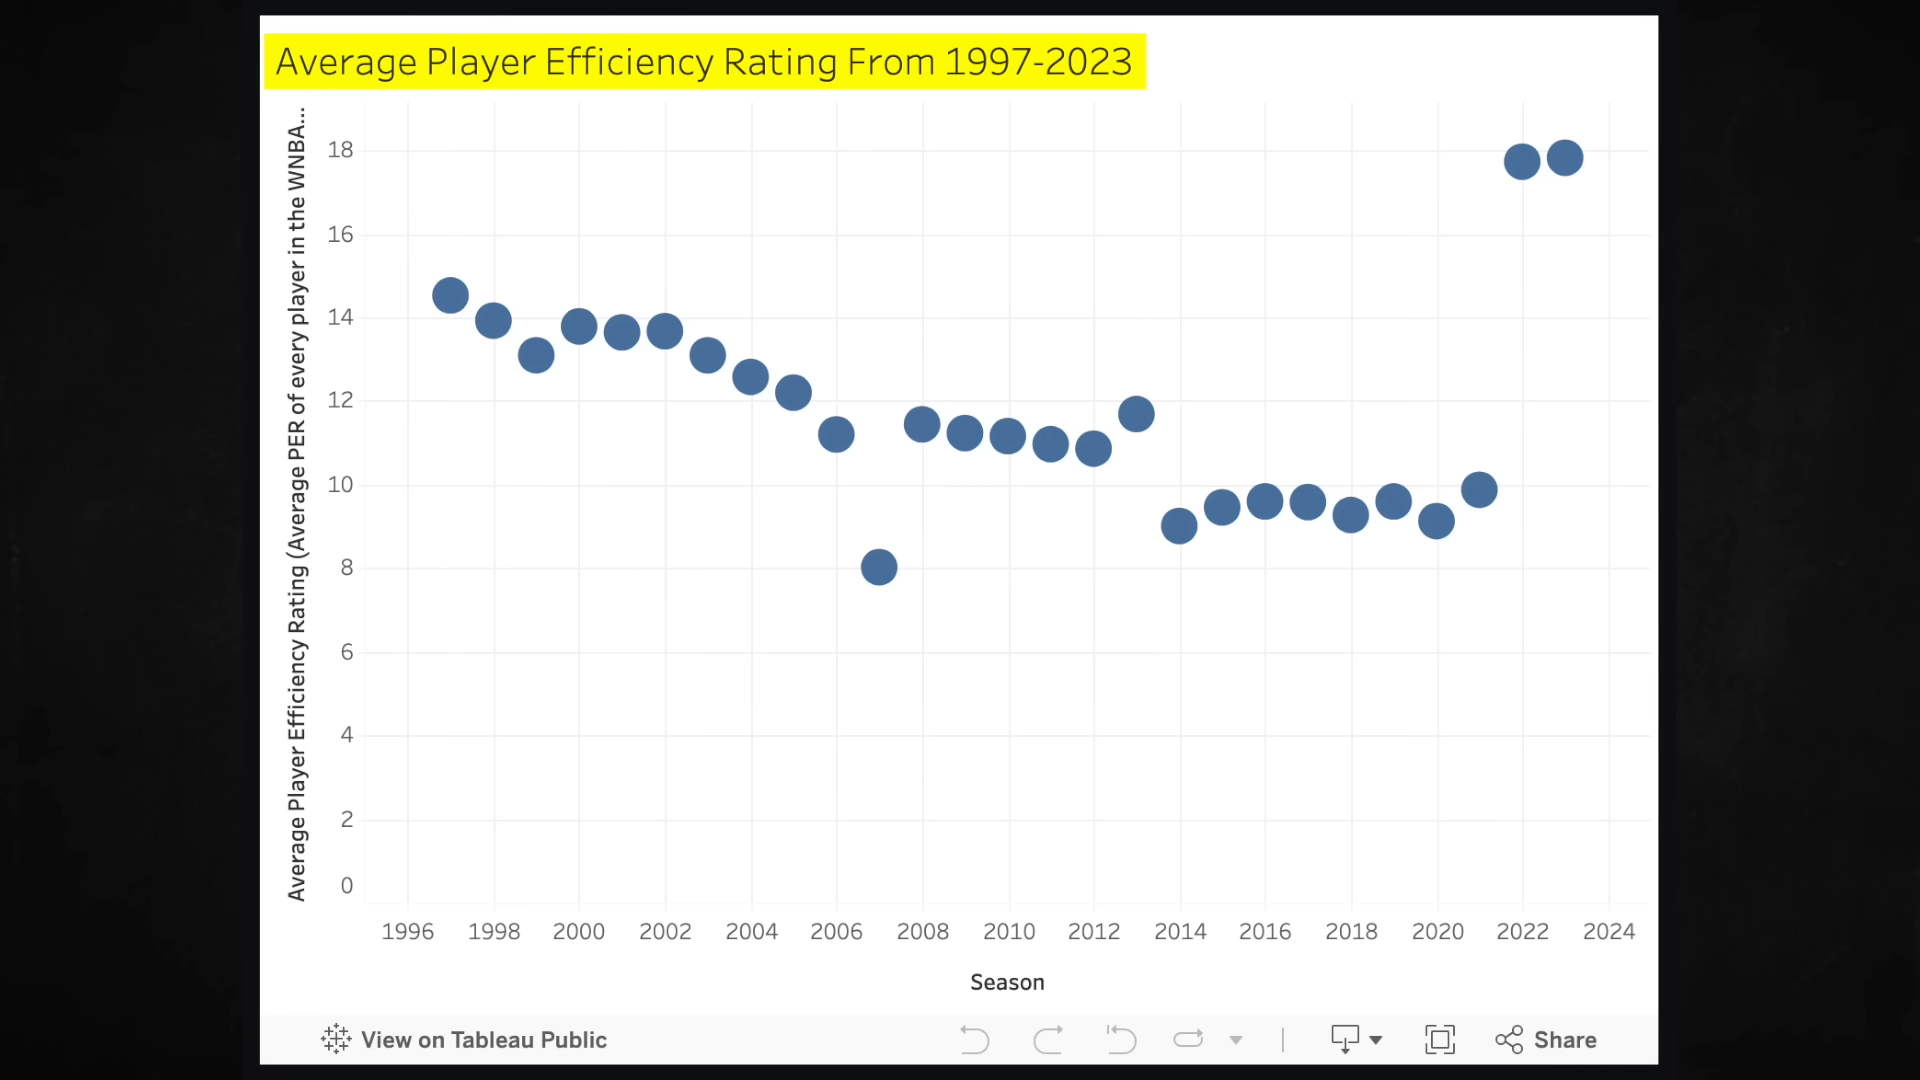 Average Player Efficiency Rating From 1997-2023
Average Player Efficiency Rating (Average PER of every player in the WNBA...
18
16
14
12
10
8
6
4
2
0
1996 1998 2000 2002 2004 2006 2008 2010 2012 2014 2016 2018 2020 2022 2024
Season
View on Tableau Public
Share